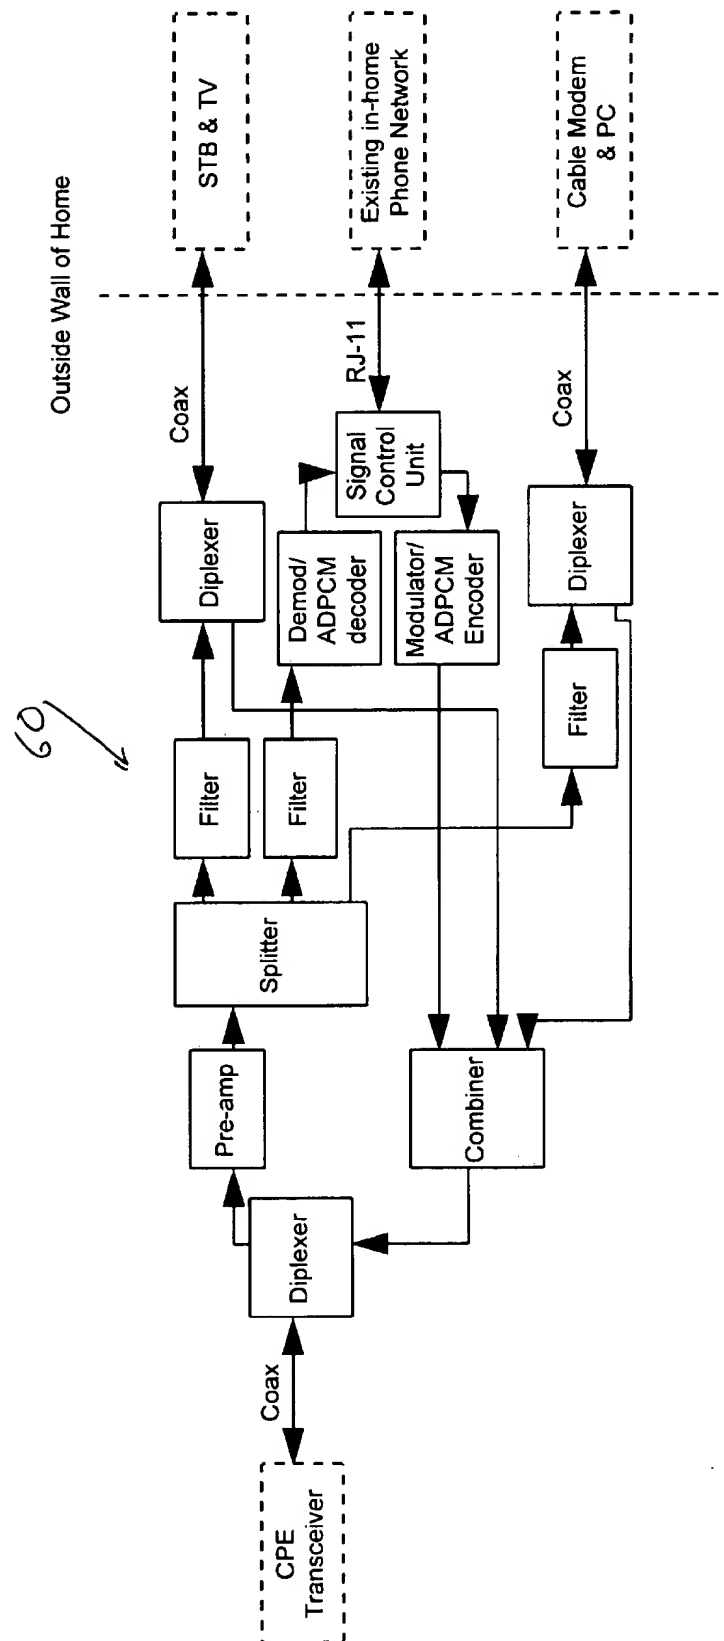 Outside Wall of Home
STB & TV
Existing in-home
Phone Network
Cable Modem
& PC
Coax
RJ-11
Coax
Diplexer
Signal
Control
Unit
Demod/
ADPCM
decoder
Modulator/
ADPCM
Encoder
Diplexer
60
Filter
Filter
Filter
Splitter
Pre-amp
Combiner
Diplexer
Coax
CPE
Transceiver